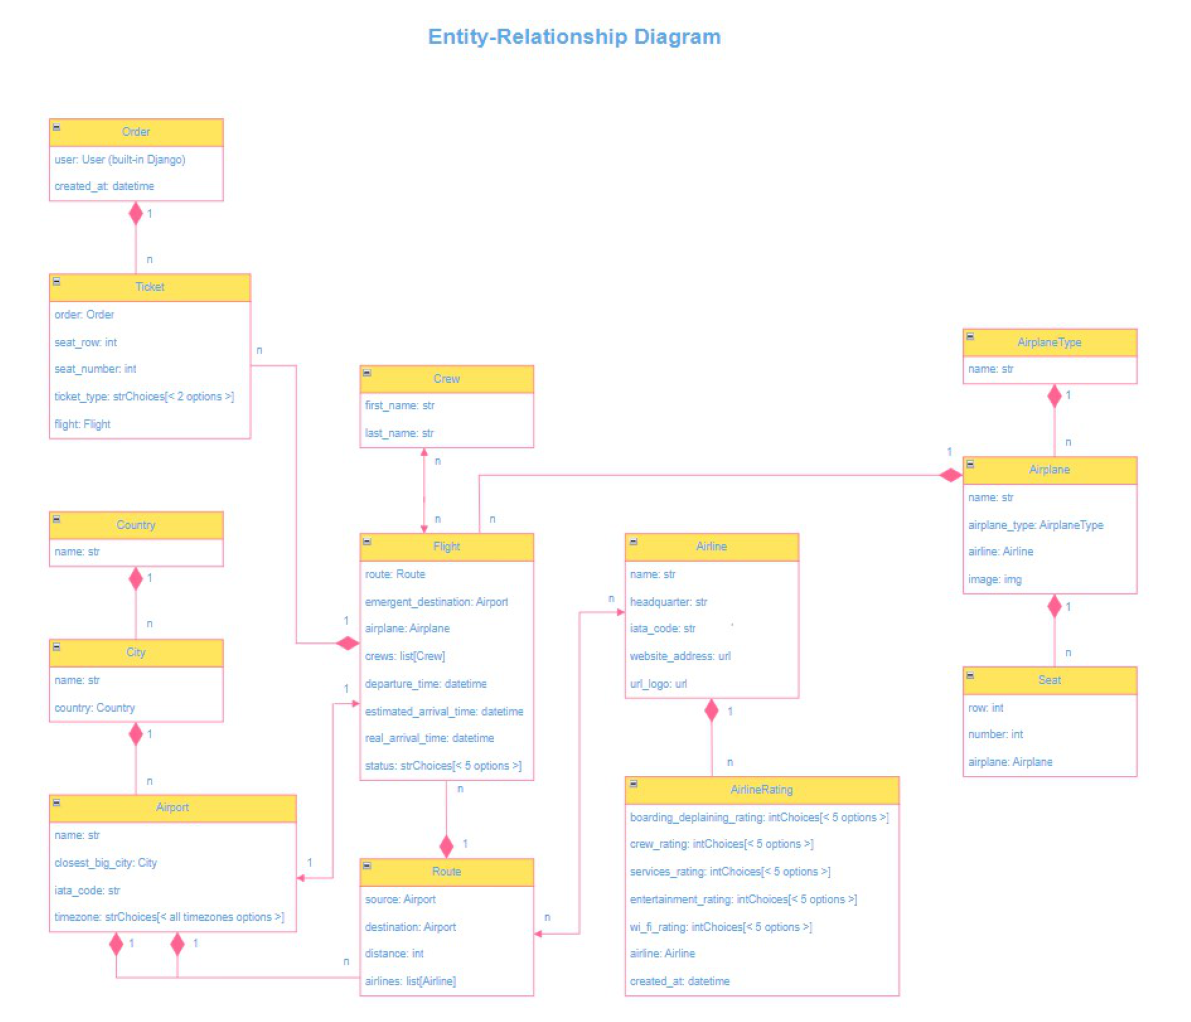 Entity-Relationship Diagram
Order
user: User (built-in Django)
created_at: datetime
1
n
Ticket
order: Order
seat_row: int
seat_number: int
ticket_type: strChoices[< 2 options >]
flight: Flight
n
Crew
first_name: str
last_name: str
n
n
n
1
AirplaneType
name: str
1
n
Airplane
name: str
airplane_type: AirplaneType
airline: Airline
image: img
1
n
Seat
row: int
number: int
airplane: Airplane
Country
name: str
1
n
City
name: str
country: Country
1
n
Airport
name: str
closest_big_city: City
iata_code: str
timezone: strChoices[< all timezones options >]
1
1
1
1
1
Flight
route: Route
emergent_destination: Airport
airplane: Airplane
crews: list[Crew]
departure_time: datetime
estimated_arrival_time: datetime
real_arrival_time: datetime
status: strChoices[< 5 options >]
n
1
Route
source: Airport
destination: Airport
distance: int
airlines: list[Airline]
n
n
n
Airline
name: str
headquarter: str
iata_code: str
website_address: url
url_logo: url
1
n
AirlineRating
boarding_deplaining_rating: intChoices[< 5 options >]
crew_rating: intChoices[< 5 options >]
services_rating: intChoices[< 5 options >]
entertainment_rating: intChoices[< 5 options >]
wi_fi_rating: intChoices[< 5 options >]
airline: Airline
created_at: datetime